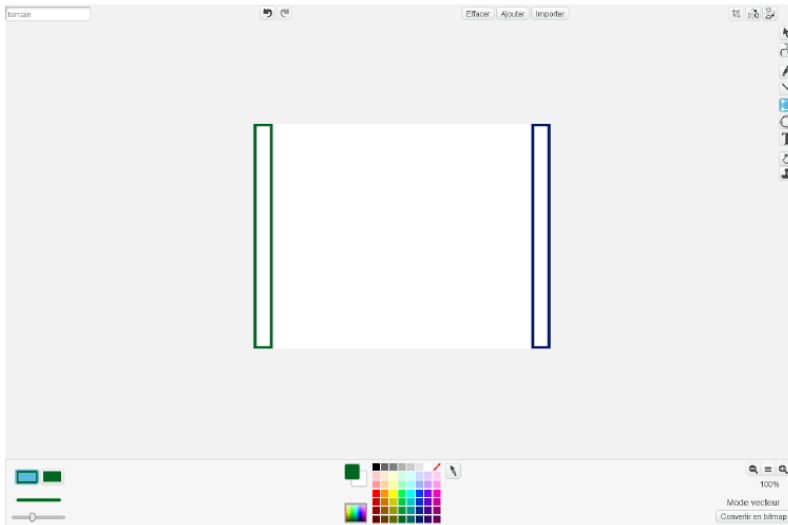 terrain
Effacer Ajouter Importer
T
100%
Mode vecteur
Convertir en bitmap